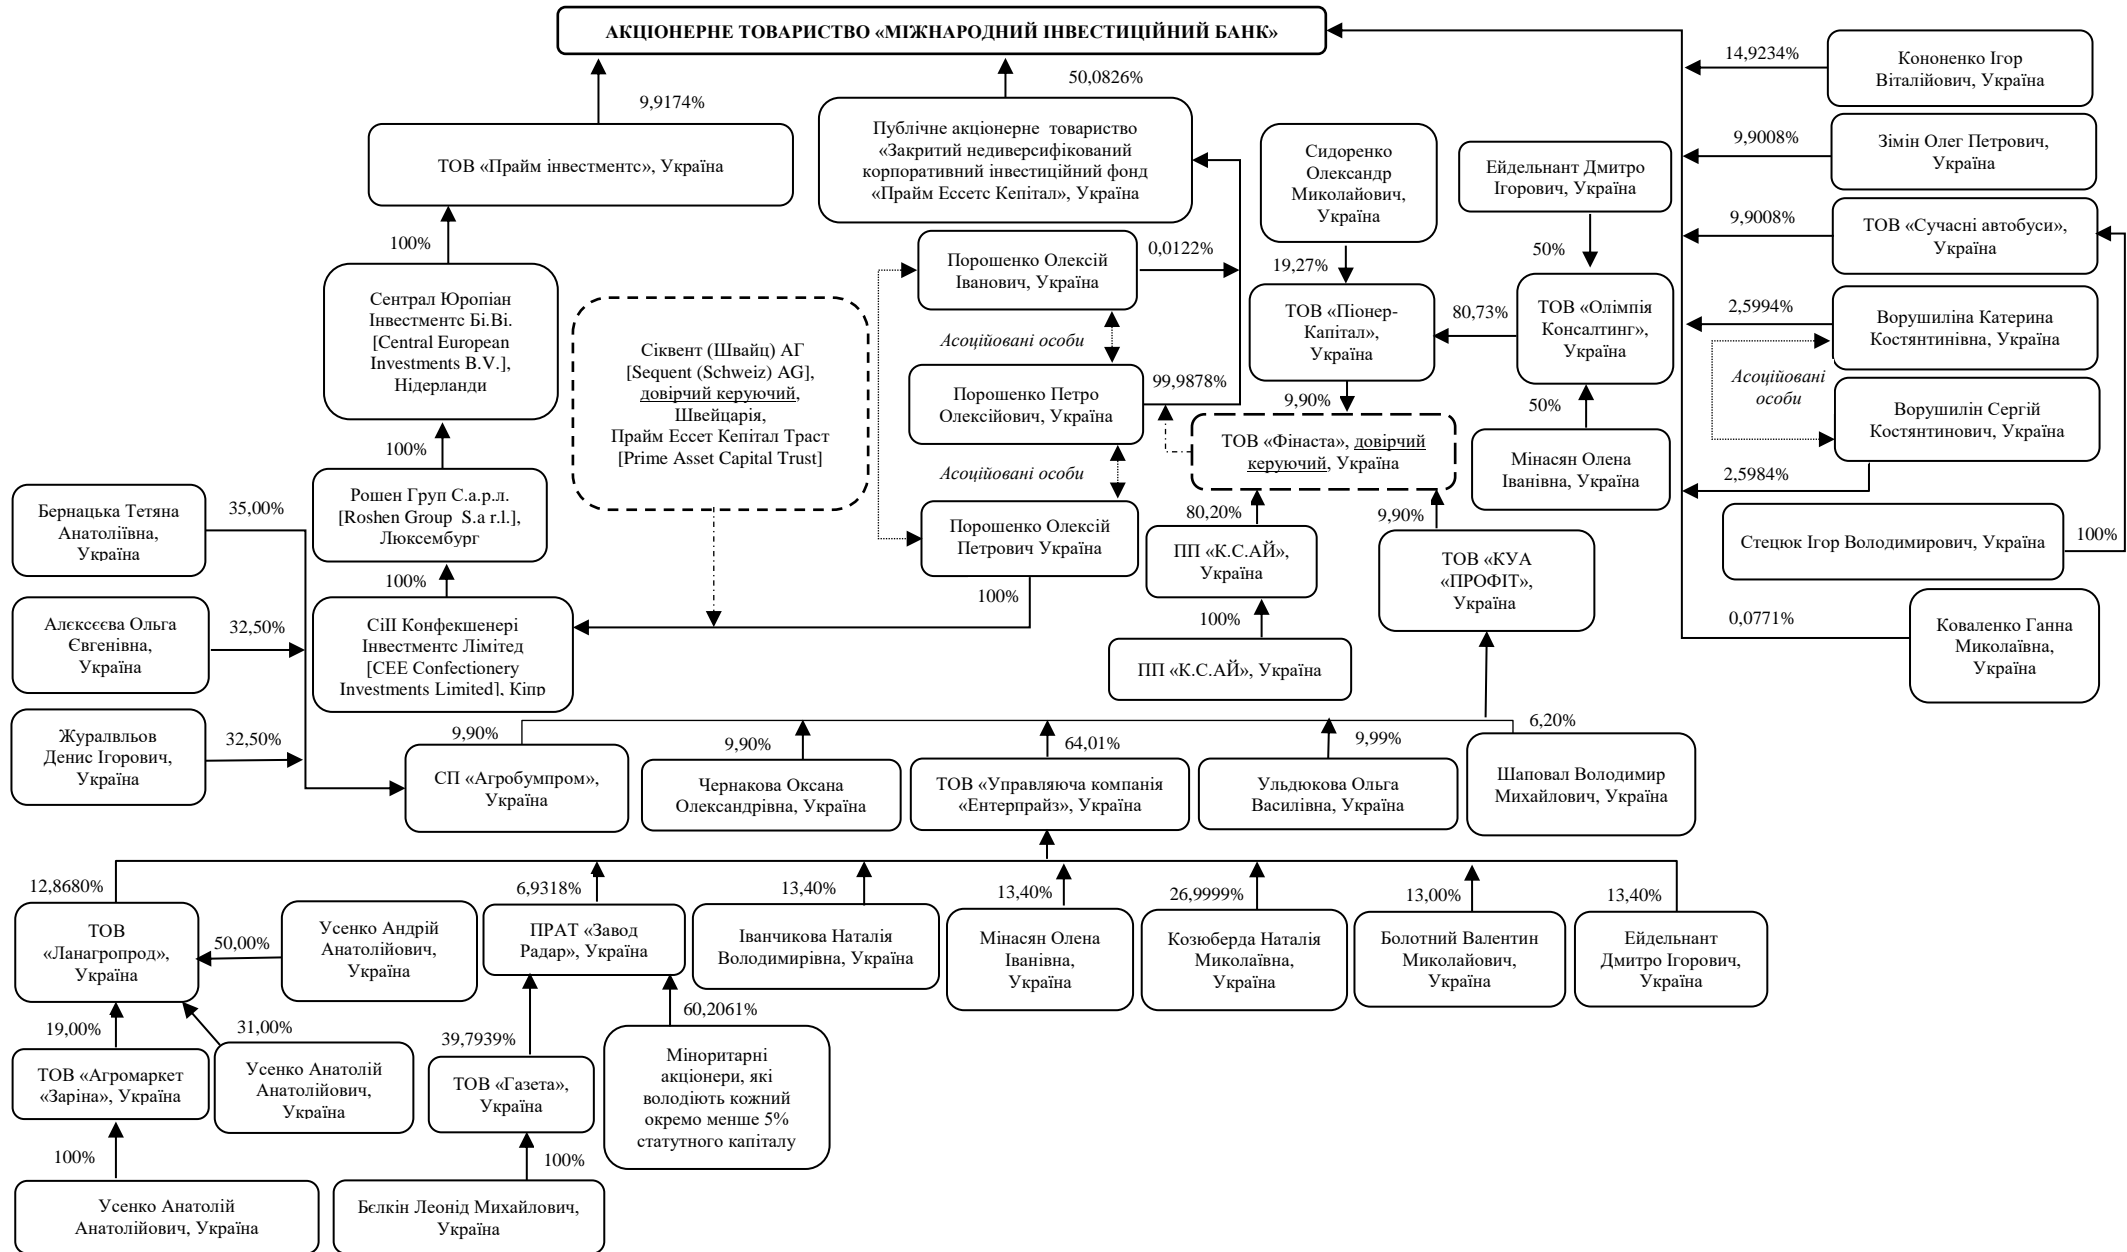 АКЦІОНЕРНЕ ТОВАРИСТВО «МІЖНАРОДНИЙ ІНВЕСТИЦІЙНИЙ БАНК»
9,9174%
50,0826%
14,9234%
Кононенко Ігор
Віталійович, Україна
ТОВ «Прайм інвестментс», Україна
Публічне акціонерне товариство
«Закритий недиверсифікований
корпоративний інвестиційний фонд
«Прайм Ессетс Кепітал», Україна
Сидоренко
Олександр
Миколайович,
Україна
Ейдельнант Дмитро
Ігорович, Україна
9,9008%
Зімін Олег Петрович,
Україна
9,9008%
ТОВ «Сучасні автобуси»,
Україна
100%
Порошенко Олексій
Іванович, Україна
0,0122%
19,27%
50%
Сентрал Юропіан
Інвестментс Бі.Ві.
[Central European
Investments B.V.],
Нідерланди
Сіквент (Швайц) АГ
[Sequent (Schweiz) AG],
довірчий керуючий,
Швейцарія,
Прайм Ессет Кепітал Траст
[Prime Asset Capital Trust]
Асоційовані особи
ТОВ «Піонер-
Капітал»,
Україна
80,73%
ТОВ «Олімпія
Консалтинг»,
Україна
2,5994%
Ворушиліна Катерина
Костянтинівна, Україна
Асоційовані
особи
Порошенко Петро
Олексійович, Україна
99,9878%
9,90%
50%
Ворушилін Сергій
Костянтинович, Україна
100%
Асоційовані особи
ТОВ «Фінаста», довірчий
керуючий, Україна
Мінасян Олена
Іванівна, Україна
2,5984%
Бернацька Тетяна
Анатоліївна,
Україна
35,00%
Рошен Груп С.а.р.л.
[Roshen Group S.a r.l.],
Люксембург
Порошенко Олексій
Петрович Україна
80,20%
9,90%
ПП «К.С.АЙ»,
Україна
ТОВ «КУА
«ПРОФІТ»,
Україна
Стецюк Ігор Володимирович, Україна
100%
100%
100%
100%
Алєксєєва Ольга
Євгенівна,
Україна
32,50%
СіІІ Конфекшенері
Інвестментс Лімітед
[CEE Confectionery
Investments Limited], Кіпр
ПП «К.С.АЙ», Україна
0,0771%
Коваленко Ганна
Миколаївна,
Україна
Журалвльов
Денис Ігорович,
Україна
32,50%
9,90%
9,90%
64,01%
9,99%
6,20%
СП «Агробумпром»,
Україна
Чернакова Оксана
Олександрівна, Україна
ТОВ «Управляюча компанія
«Ентерпрайз», Україна
Ульдюкова Ольга
Василівна, Україна
Шаповал Володимир
Михайлович, Україна
12,8680%
6,9318%
13,40%
13,40%
26,9999%
13,00%
13,40%
ТОВ
«Ланагропрод»,
Україна
50,00%
Усенко Андрій
Анатолійович,
Україна
ПРАТ «Завод
Радар», Україна
Іванчикова Наталія
Володимирівна, Україна
Мінасян Олена
Іванівна,
Україна
Козюберда Наталія
Миколаївна,
Україна
Болотний Валентин
Миколайович,
Україна
Ейдельнант
Дмитро Ігорович,
Україна
19,00%
31,00%
39,7939%
60,2061%
ТОВ «Агромаркет
«Заріна», Україна
Усенко Анатолій
Анатолійович,
Україна
ТОВ «Газета»,
Україна
Міноритарні
акціонери, які
володіють кожний
окремо менше 5%
статутного капіталу
100%
100%
Усенко Анатолій
Анатолійович, Україна
Бєлкін Леонід Михайлович,
Україна